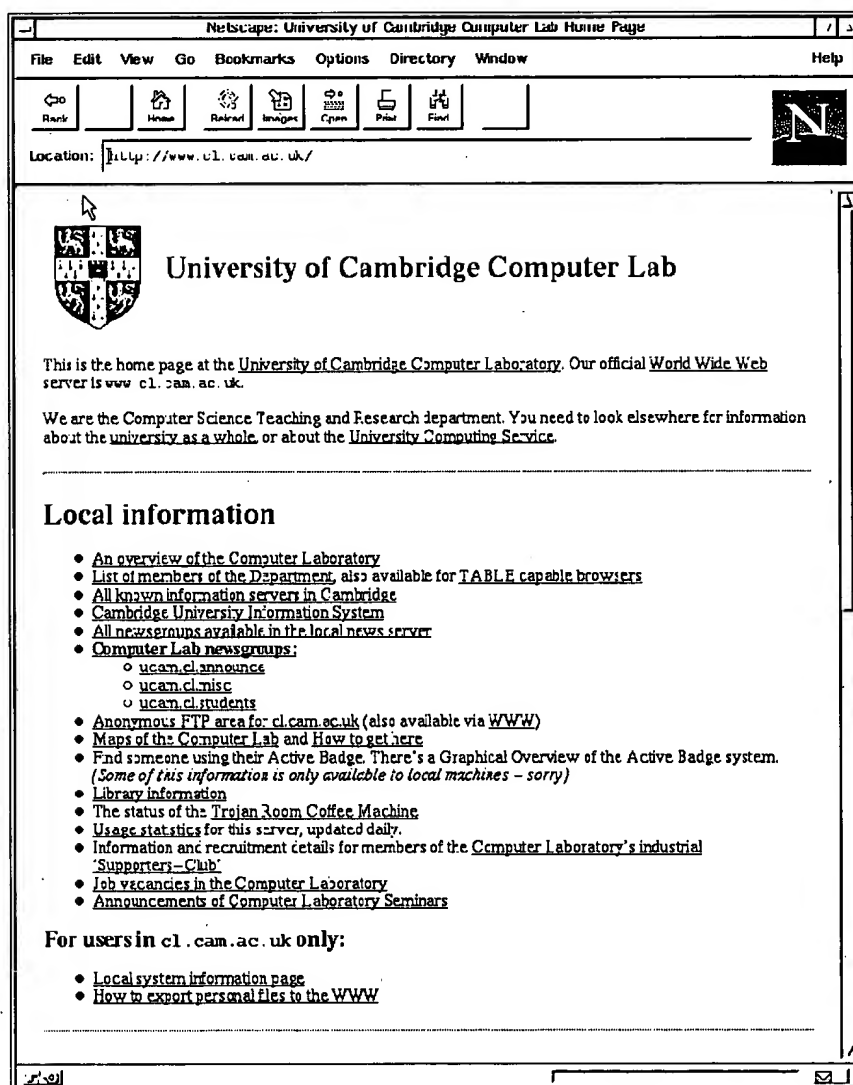 Netscape: University of Cambridge Computer Lab Home Page
File Edit View Go Bookmarks Options Directory Window Help
Back Home Reload Images Open Print Find
N
Location: http://www.cl.cam.ac.uk/
University of Cambridge Computer Lab
This is the home page at the University of Cambridge Computer Laboratory. Our official World Wide Web
server is www.cl.cam.ac.uk.
We are the Computer Science Teaching and Research department. You need to look elsewhere for information
about the university as a whole, or about the University Computing Service.
Local information
● An overview of the Computer Laboratory
● List of members of the Department, also available for TABLE capable browsers
● All known information servers in Cambridge
● Cambridge University Information System
● All newsgroups available in the local news server
● Computer Lab newsgroups:
○ ucam.cl.announce
○ ucam.cl.misc
○ ucam.cl.students
● Anonymous FTP area for cl.cam.ac.uk (also available via WWW)
● Maps of the Computer Lab and How to get here
● Find someone using their Active Badge. There's a Graphical Overview of the Active Badge system.
(Some of this information is only available to local machines – sorry)
● Library information
● The status of the Trojan Room Coffee Machine
● Usage statistics for this server, updated daily.
● Information and recruitment details for members of the Computer Laboratory's industrial
'Supporters-Club'
● Job vacancies in the Computer Laboratory
● Announcements of Computer Laboratory Seminars
For users in cl.cam.ac.uk only:
● Local system information page
● How to export personal files to the WWW